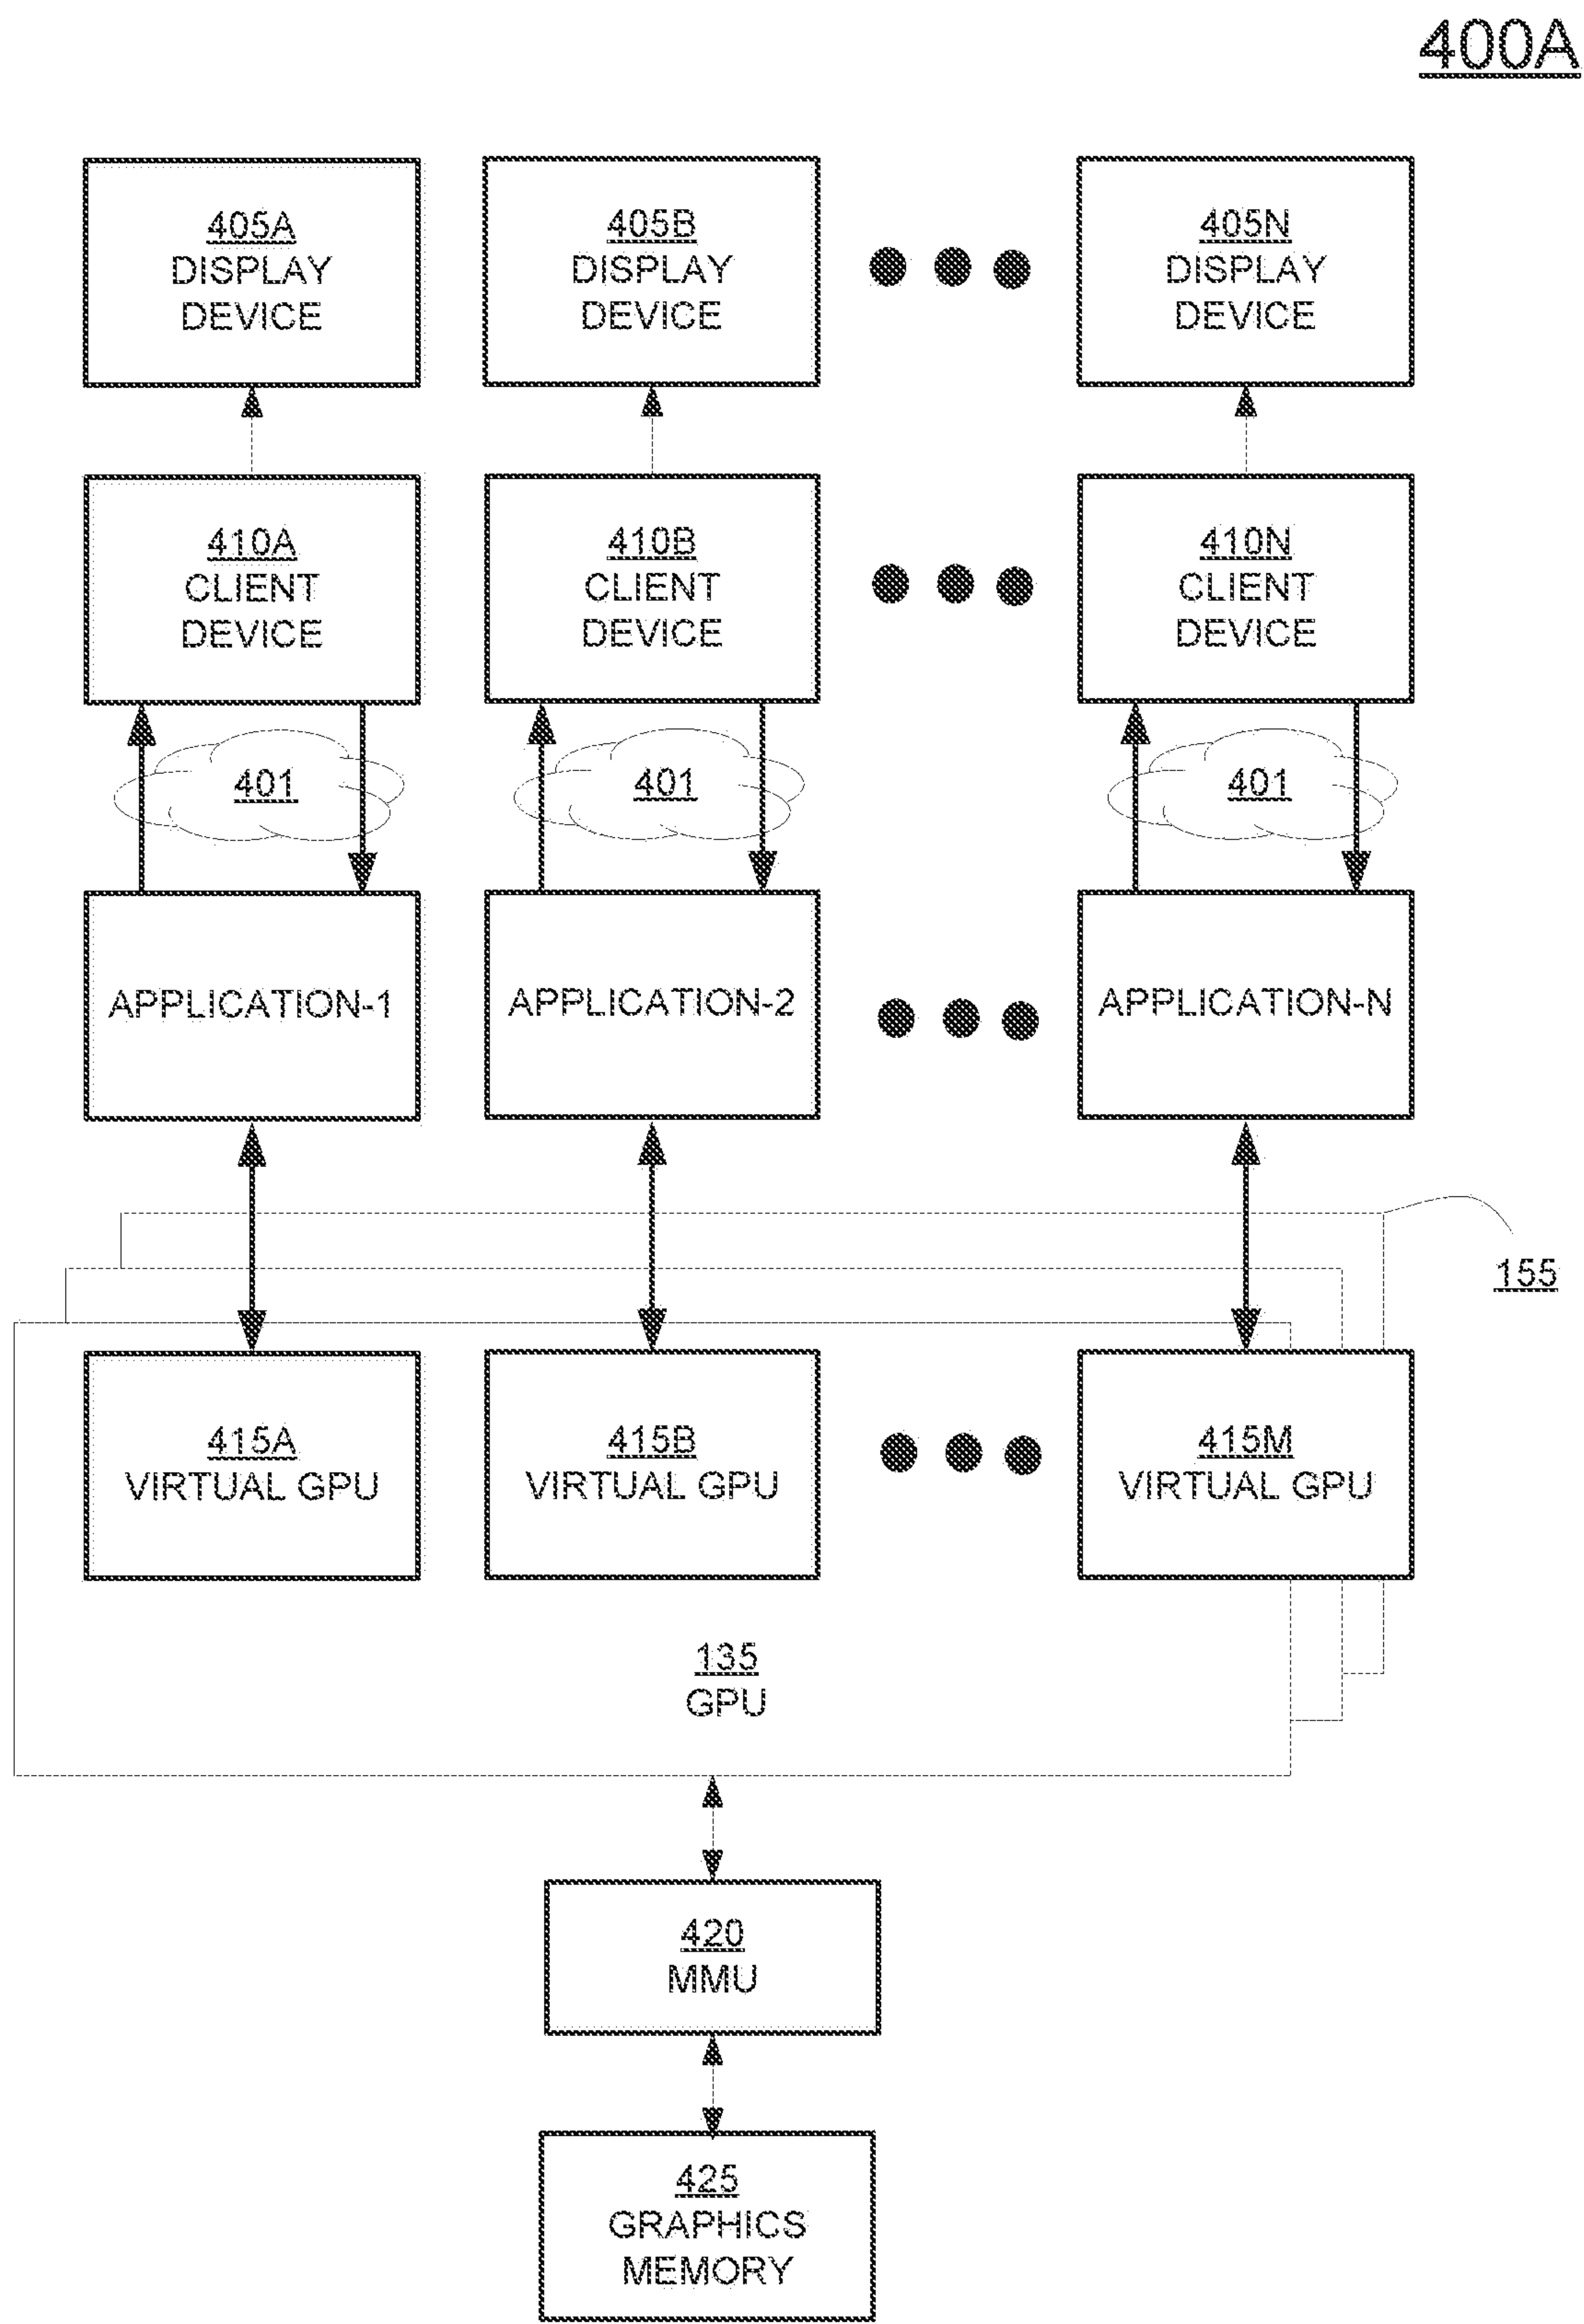 400A
405A
DISPLAY
DEVICE
405B
DISPLAY
DEVICE
405N
DISPLAY
DEVICE
410A
CLIENT
DEVICE
410B
CLIENT
DEVICE
410N
CLIENT
DEVICE
401
401
401
APPLICATION-1
APPLICATION-2
APPLICATION-N
155
415A
VIRTUAL GPU
415B
VIRTUAL GPU
415M
VIRTUAL GPU
135
GPU
420
MMU
425
GRAPHICS
MEMORY